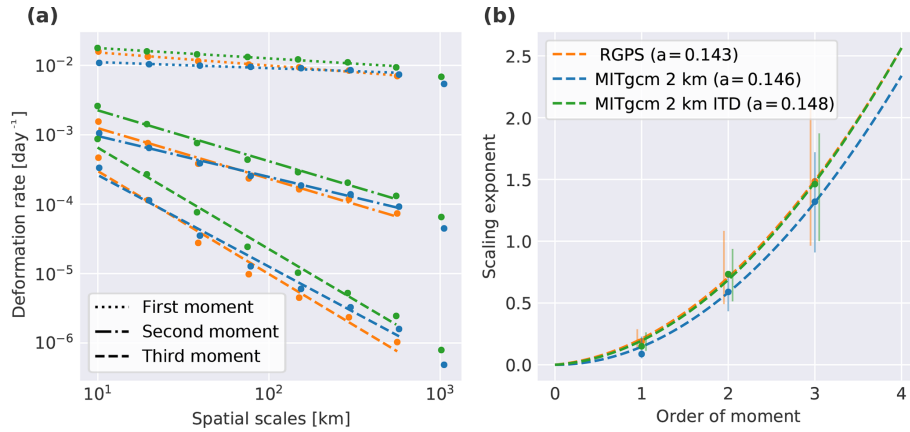 (a)
10⁻²
10⁻³
10⁻⁴
10⁻⁵
10⁻⁶
Deformation rate [day⁻¹]
First moment
Second moment
Third moment
10¹
10²
10³
Spatial scales [km]
(b)
2.5
2.0
1.5
1.0
0.5
0.0
Scaling exponent
RGPS (a=0.143)
MITgcm 2 km (a=0.146)
MITgcm 2 km ITD (a=0.148)
0
1
2
3
4
Order of moment